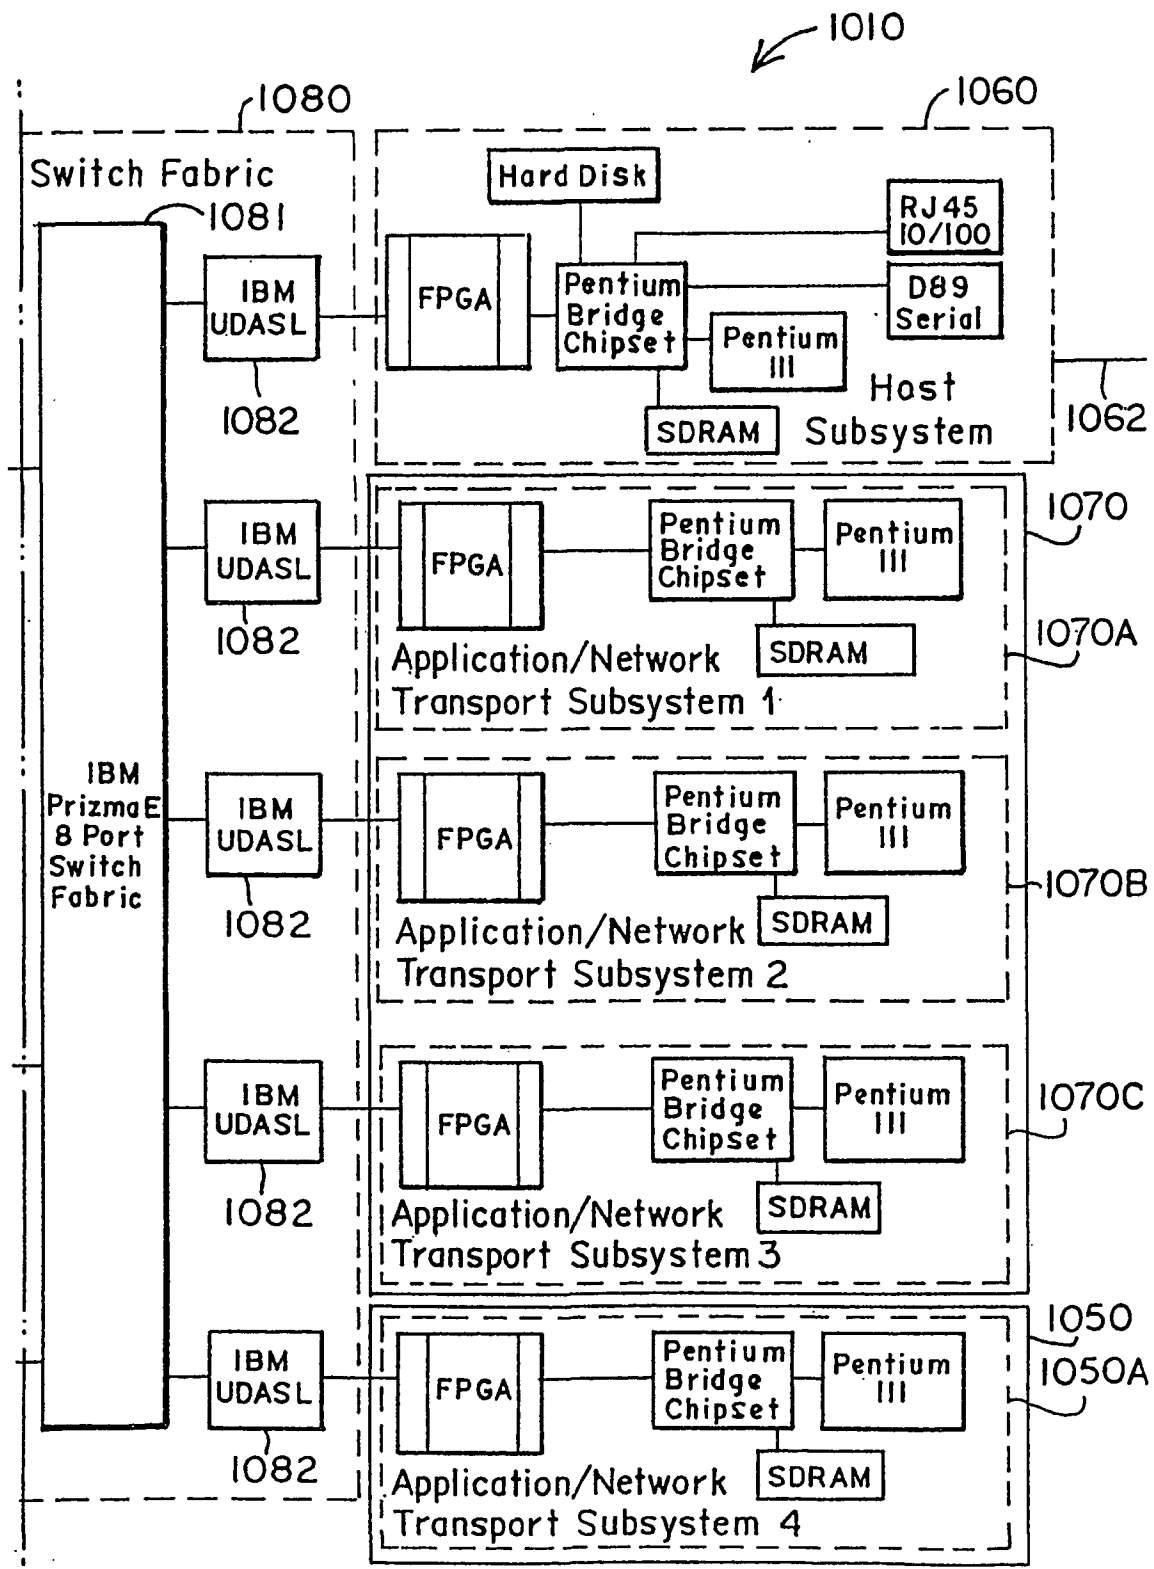 1010
1080
1060
Switch Fabric
1081
Hard Disk
RJ45
10/100
IBM
UDASL
FPGA
Pentium
Bridge
Chipset
D89
Serial
Pentium
III
1082
Host
Subsystem
SDRAM
1062
IBM
UDASL
1082
FPGA
Pentium
Bridge
Chipset
Pentium
III
1070
SDRAM
1070A
Application/Network
Transport Subsystem 1
IBM
PrizmaE
8 Port
Switch
Fabric
IBM
UDASL
1082
FPGA
Pentium
Bridge
Chipset
Pentium
III
1070B
SDRAM
Application/Network
Transport Subsystem 2
IBM
UDASL
1082
FPGA
Pentium
Bridge
Chipset
Pentium
III
1070C
SDRAM
Application/Network
Transport Subsystem 3
1050
IBM
UDASL
1082
FPGA
Pentium
Bridge
Chipset
Pentium
III
1050A
SDRAM
Application/Network
Transport Subsystem 4